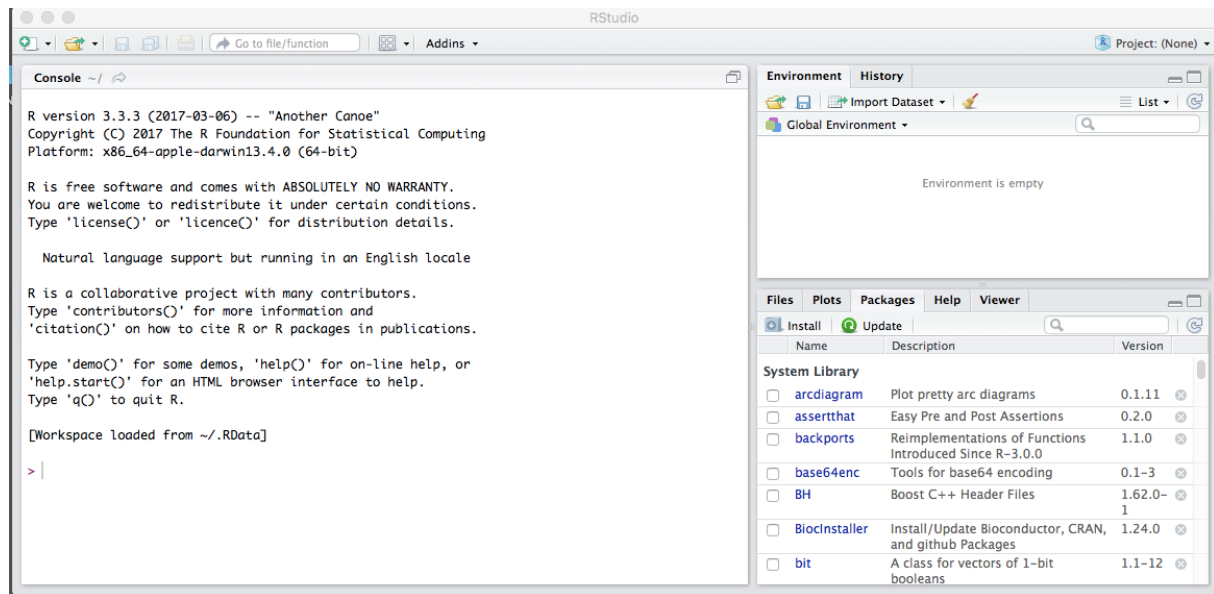 RStudio
Go to file/function
Addins
Project: (None)
Console ~/
R version 3.3.3 (2017-03-06) -- "Another Canoe"
Copyright (C) 2017 The R Foundation for Statistical Computing
Platform: x86_64-apple-darwin13.4.0 (64-bit)
R is free software and comes with ABSOLUTELY NO WARRANTY.
You are welcome to redistribute it under certain conditions.
Type 'license()' or 'licence()' for distribution details.
Natural language support but running in an English locale
R is a collaborative project with many contributors.
Type 'contributors()' for more information and
'citation()' on how to cite R or R packages in publications.
Type 'demo()' for some demos, 'help()' for on-line help, or
'help.start()' for an HTML browser interface to help.
Type 'q()' to quit R.
[Workspace loaded from ~/.RData]
>
Environment History
Import Dataset List
Global Environment
Environment is empty
Files Plots Packages Help Viewer
Install Update
Name Description Version
System Library
arcdiagram Plot pretty arc diagrams 0.1.11
assertthat Easy Pre and Post Assertions 0.2.0
backports Reimplementations of Functions 1.1.0
Introduced Since R-3.0.0
base64enc Tools for base64 encoding 0.1-3
BH Boost C++ Header Files 1.62.0-
1
BiocInstaller Install/Update Bioconductor, CRAN, 1.24.0
and github Packages
bit A class for vectors of 1-bit 1.1-12
booleans